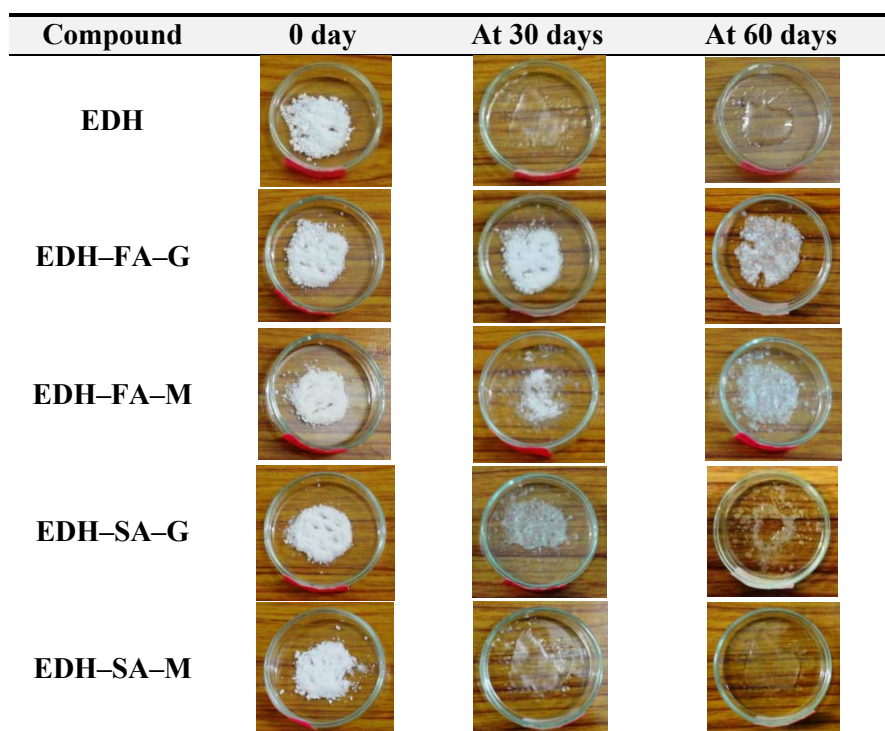 Compound 0 day At 30 days At 60 days
EDH
EDH–FA–G
EDH–FA–M
EDH–SA–G
EDH–SA–M